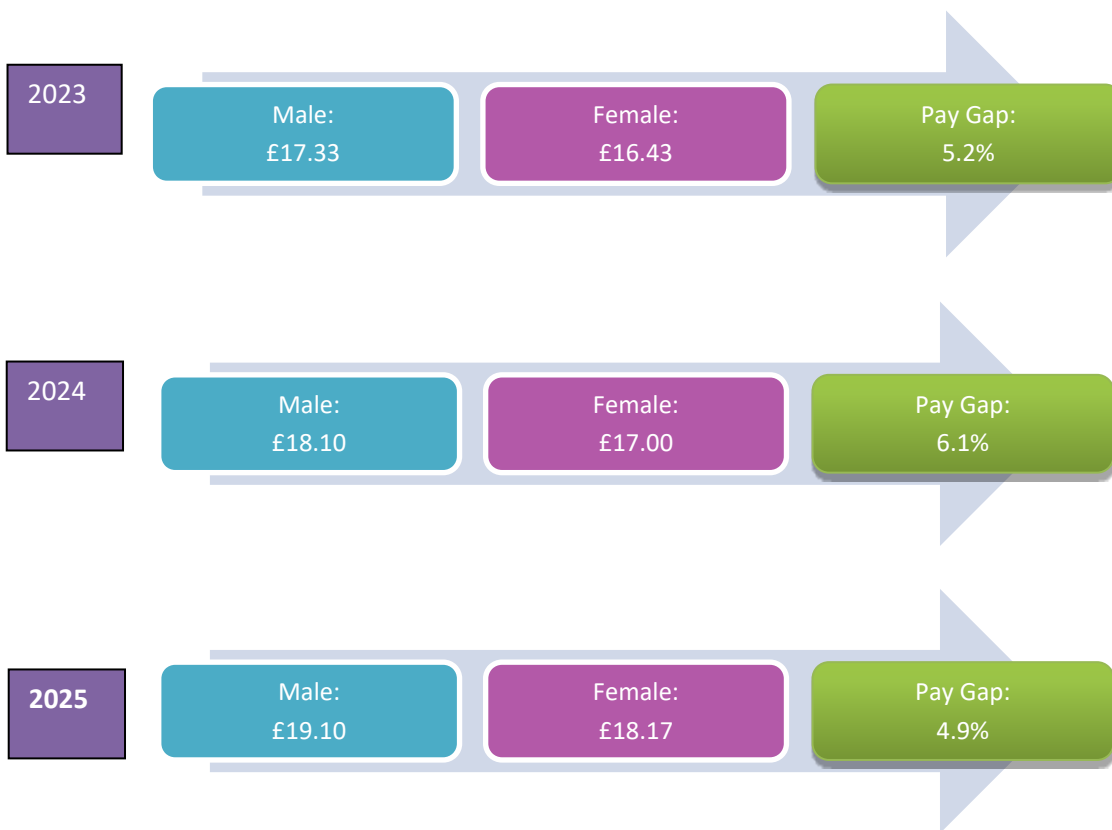 2023
Male:
£17.33
Female:
£16.43
Pay Gap:
5.2%
2024
Male:
£18.10
Female:
£17.00
Pay Gap:
6.1%
2025
Male:
£19.10
Female:
£18.17
Pay Gap:
4.9%